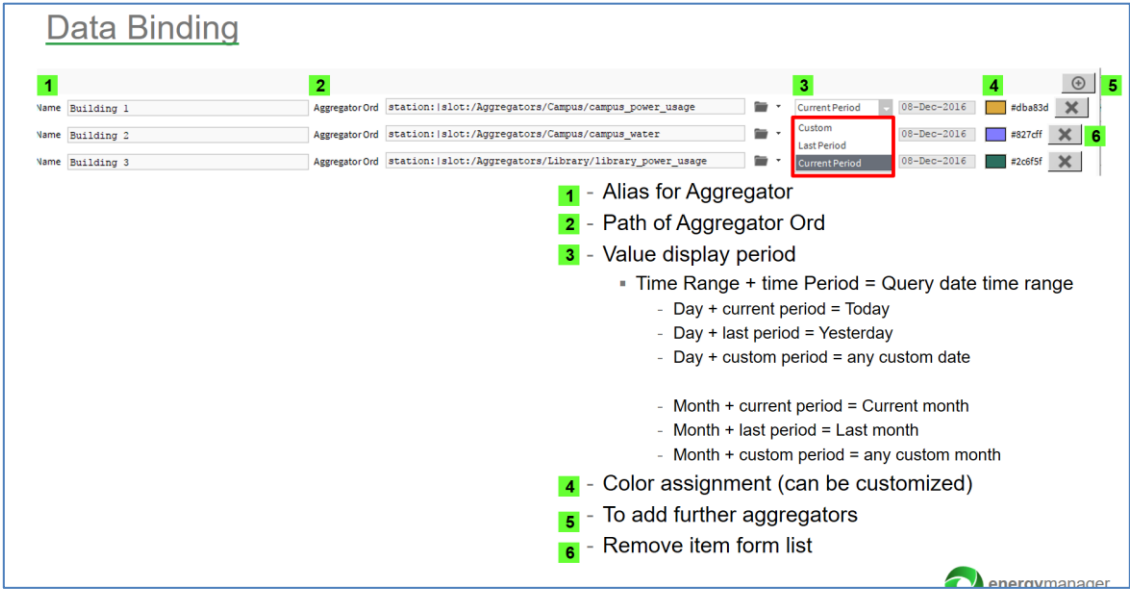 Data Binding
1 2 3 4 5
Name Building 1 Aggregator Ord station:|slot:/Aggregators/Campus/campus_power_usage Current Period 08-Dec-2016 #dba83d
Name Building 2 Aggregator Ord station:|slot:/Aggregators/Campus/campus_water Custom 08-Dec-2016 #827cff 6
Last Period
Name Building 3 Aggregator Ord station:|slot:/Aggregators/Library/library_power_usage Current Period 08-Dec-2016 #2c6f5f
1 - Alias for Aggregator
2 - Path of Aggregator Ord
3 - Value display period
▪ Time Range + time Period = Query date time range
- Day + current period = Today
- Day + last period = Yesterday
- Day + custom period = any custom date
- Month + current period = Current month
- Month + last period = Last month
- Month + custom period = any custom month
4 - Color assignment (can be customized)
5 - To add further aggregators
6 - Remove item form list
energymanager